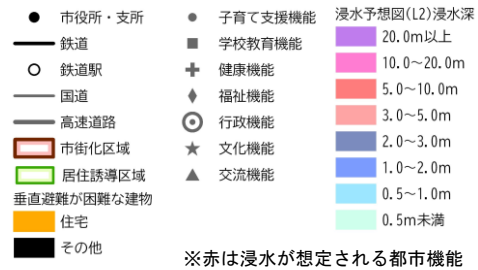 市役所・支所
鉄道
鉄道駅
国道
高速道路
市街化区域
居住誘導区域
垂直避難が困難な建物
住宅
その他
子育て支援機能
学校教育機能
健康機能
福祉機能
行政機能
文化機能
交流機能
浸水予想図(L2)浸水深
20.0m以上
10.0～20.0m
5.0～10.0m
3.0～5.0m
2.0～3.0m
1.0～2.0m
0.5～1.0m
0.5m未満
※赤は浸水が想定される都市機能